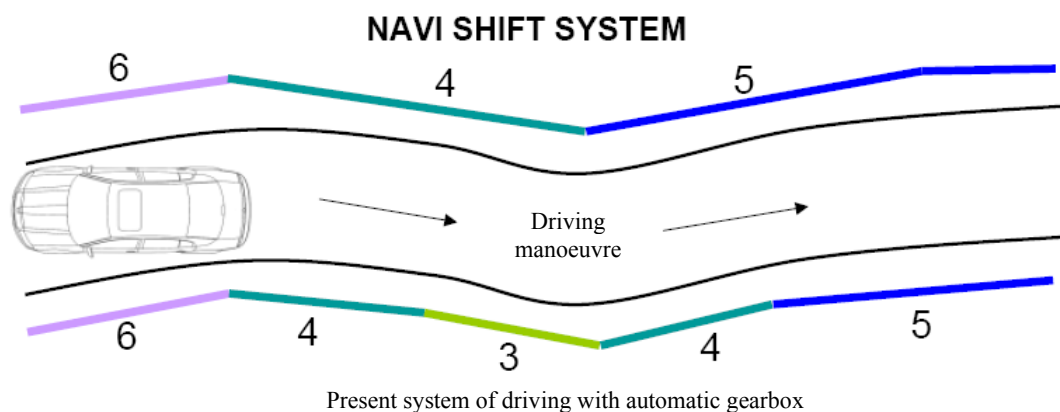 NAVI SHIFT SYSTEM
6
4
5
Driving
manoeuvre
6
4
3
4
5
Present system of driving with automatic gearbox